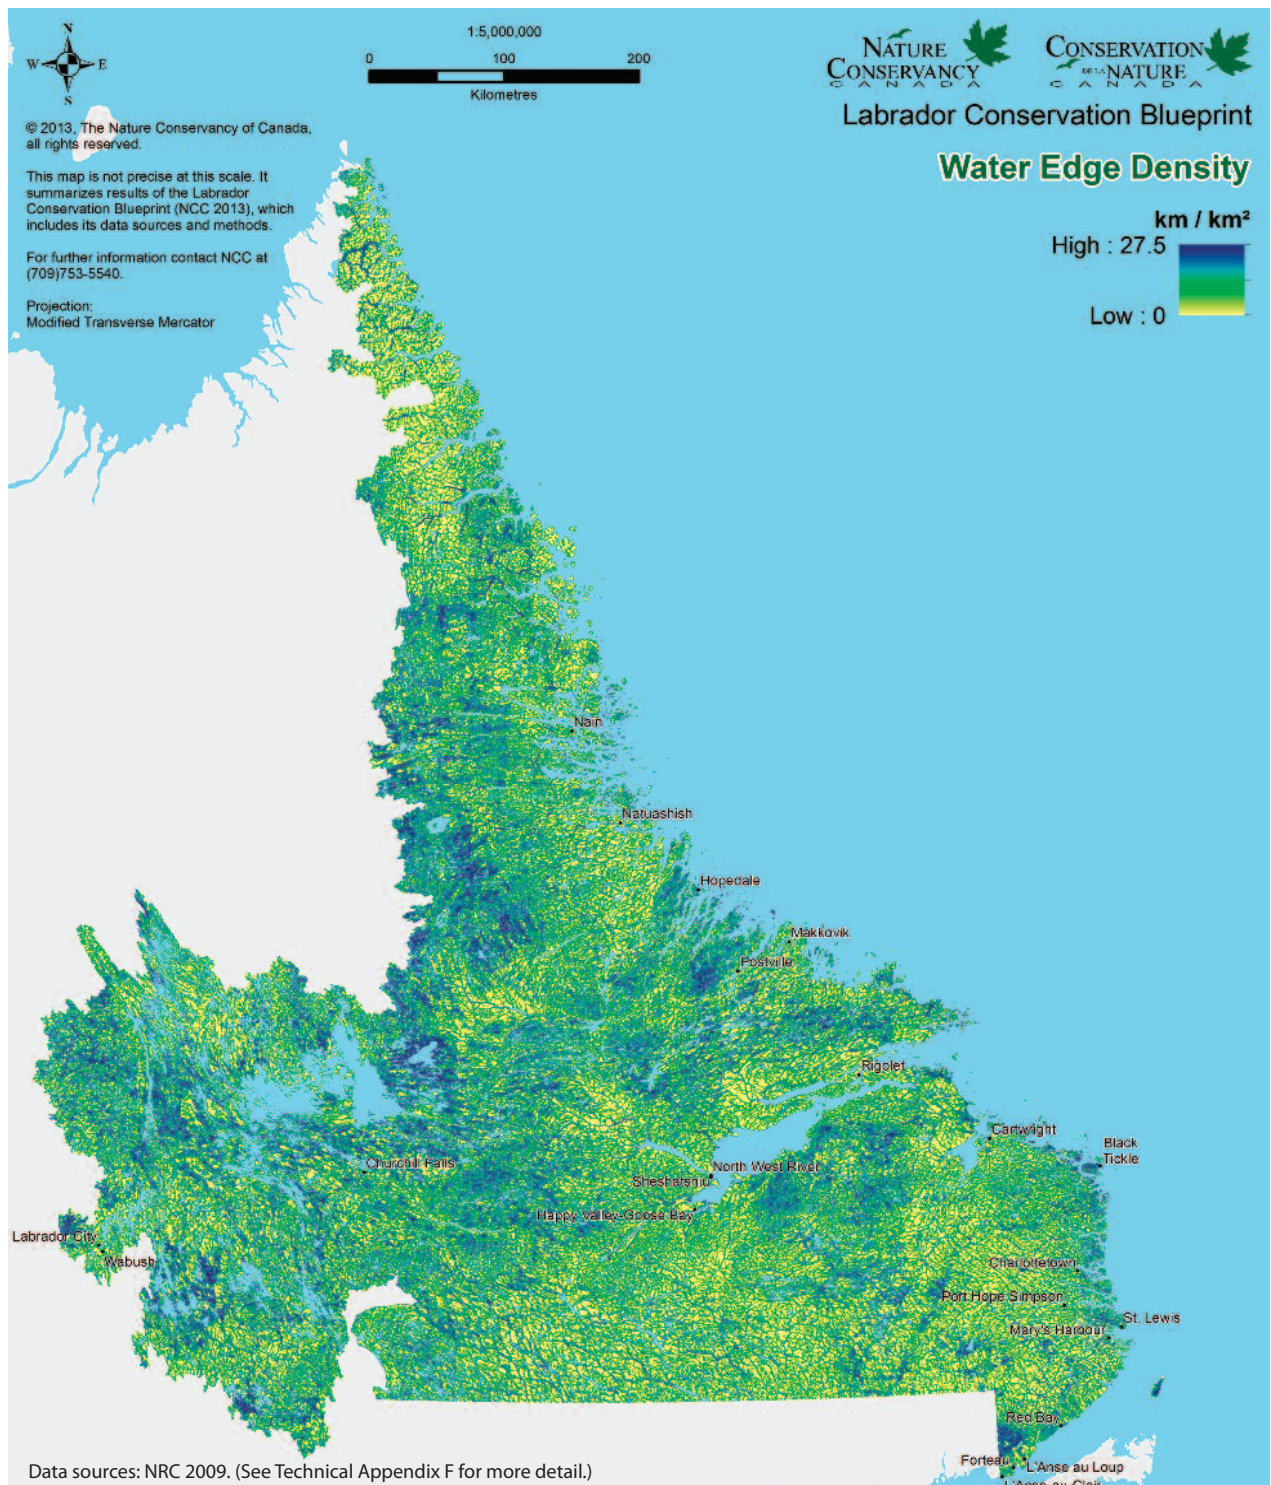 N
W E
S
1:5,000,000
0 100 200
Kilometres
NATURE
CONSERVANCY
CANADA
CONSERVATION
DE LA NATURE
CANADA
Labrador Conservation Blueprint
Water Edge Density
km / km²
High : 27.5
Low : 0
© 2013, The Nature Conservancy of Canada,
all rights reserved.
This map is not precise at this scale. It
summarizes results of the Labrador
Conservation Blueprint (NCC 2013), which
includes its data sources and methods.
For further information contact NCC at
(709)753-5540.
Projection:
Modified Transverse Mercator
Nain
Natuashish
Hopedale
Makkovik
Postville
Rigolet
Cartwright
Black
Tickle
Churchill Falls
North West River
Sheshatshiu
Happy Valley-Goose Bay
Labrador City
Wabush
Charlottetown
Port Hope Simpson
St. Lewis
Mary's Harbour
Red Bay
Forteau
L'Anse au Loup
L'Anse au Clair
Data sources: NRC 2009. (See Technical Appendix F for more detail.)